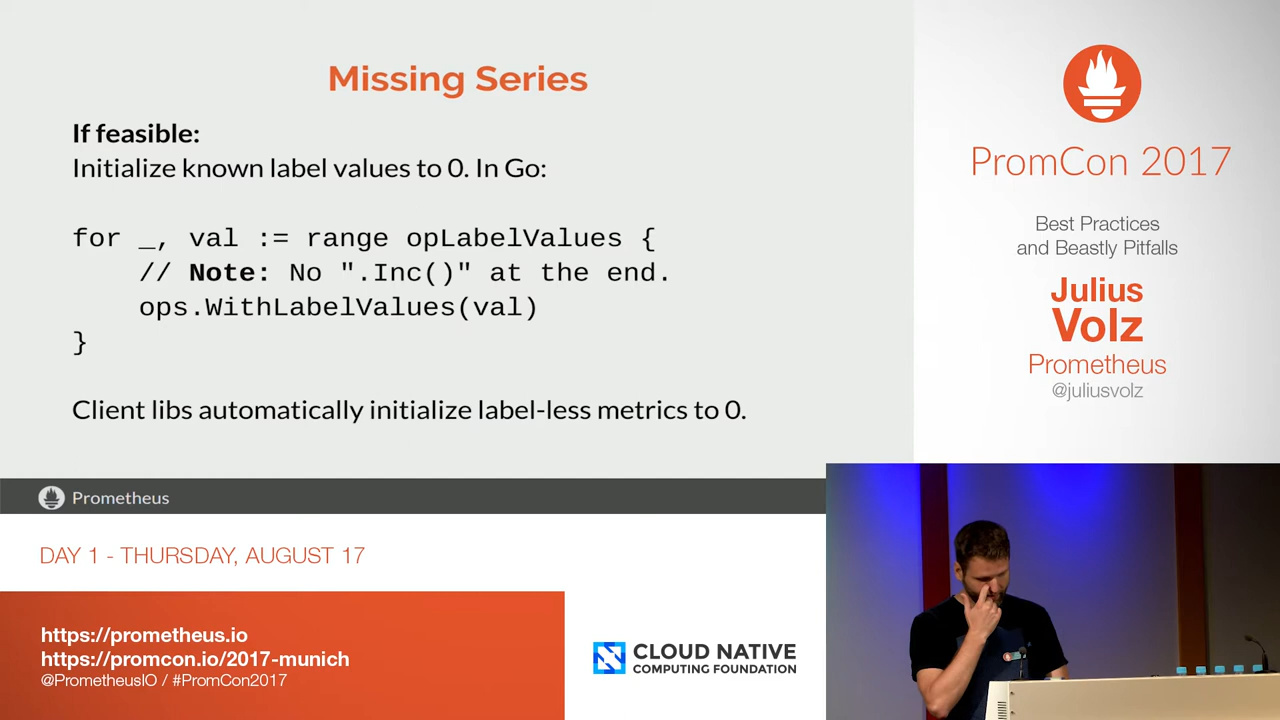 Missing Series
If feasible:
Initialize known label values to 0. In Go:
for _, val := range opLabelValues {
// Note: No ".Inc()" at the end.
ops.WithLabelValues(val)
}
Client libs automatically initialize label-less metrics to 0.
Prometheus
PromCon 2017
Best Practices
and Beastly Pitfalls
Julius
Volz
Prometheus
@juliusvolz
DAY 1 - THURSDAY, AUGUST 17
https://prometheus.io
https://promcon.io/2017-munich
@PrometheusIO / #PromCon2017
CLOUD NATIVE
COMPUTING FOUNDATION